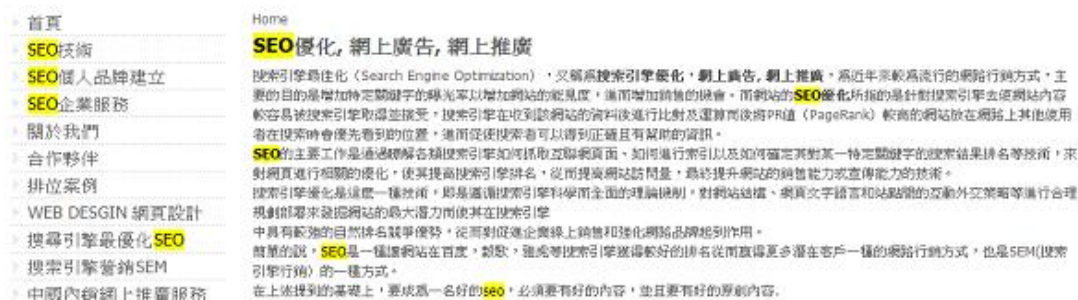 首頁
SEO技術
SEO個人品牌建立
SEO企業服務
關於我們
合作夥伴
排位案例
WEB DESGIN 網頁設計
搜尋引擎最優化SEO
搜索引擎營銷SEM
中國內銷網上推廣服務
Home
SEO優化, 網上廣告, 網上推廣
搜索引擎最佳化（Search Engine Optimization），又稱爲搜索引擎優化，網上廣告, 網上推廣，爲近年來較爲流行的網路行銷方式，主
要的目的是增加特定關鍵字的曝光率以增加網站的能見度，進而增加銷售的機會。而網站的SEO優化所指的是針對搜索引擎去使網站內容
較容易被搜索引擎取得並接受，搜索引擎在收到該網站的資料後進行比對及運算而後將PR值（PageRank）較高的網站放在網路上其他使用
者在搜索時會優先看到的位置，進而促使搜索者可以得到正確且有幫助的資訊。
SEO的主要工作是通過瞭解各類搜索引擎如何抓取互聯網頁面、如何進行索引以及如何確定其對某一特定關鍵字的搜索結果排名等技術，來
對網頁進行相關的優化，使其提高搜索引擎排名，從而提高網站訪問量，最終提升網站的銷售能力或宣傳能力的技術。
搜索引擎優化是這麼一種技術，即是遵循搜索引擎科學而全面的理論機制，對網站結構、網頁文字語言和站點間的互動外交策略等進行合理
規劃部署來發掘網站的最大潛力而使其在搜索引擎
中具有較強的自然排名競爭優勢，從而對促進企業線上銷售和強化網路品牌起到作用。
簡單的說，SEO是一種讓網站在百度，穀歌，雅虎等搜索引擎獲得較好的排名從而贏得更多潛在客戶一種的網路行銷方式，也是SEM(搜索
引擎行銷）的一種方式。
在上述提到的基礎上，要成爲一名好的seo，必須要有好的內容，並且要有好的原創內容.